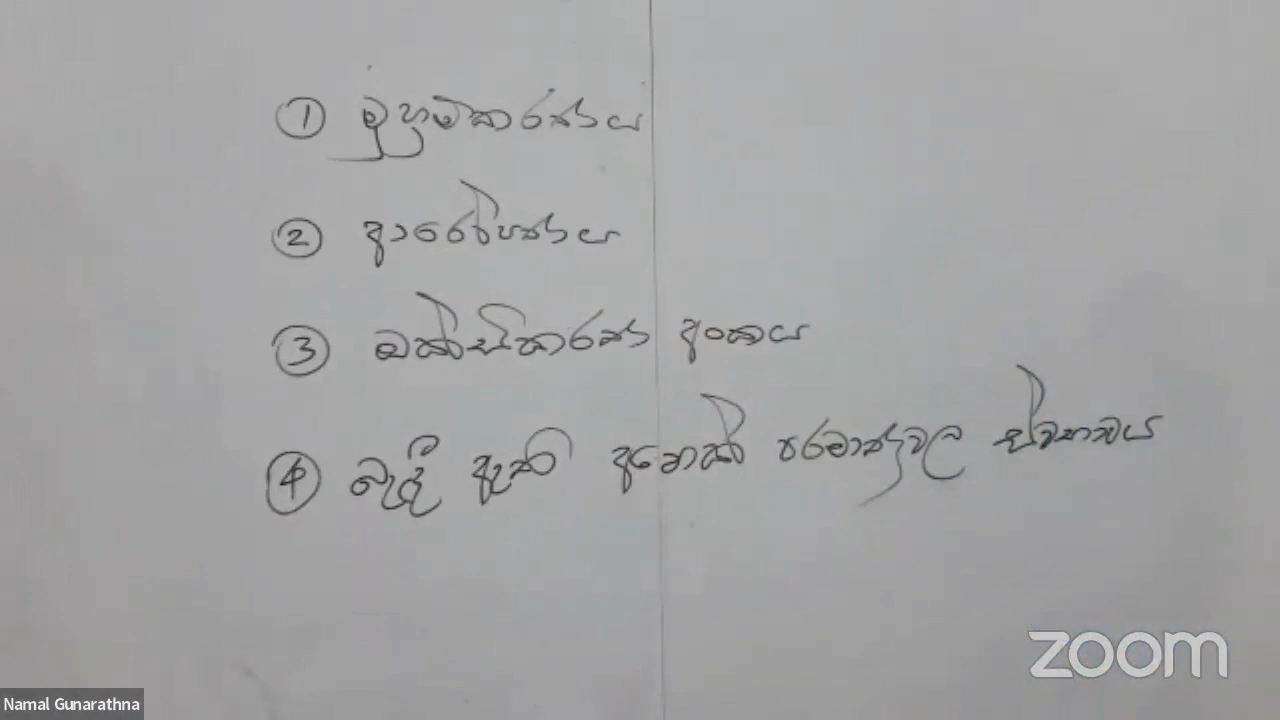 ① මුහුම්කරණය
② ආරෝපණය
③ ඔක්සිකරණ අංකය
④ බැඳී ඇති අනෙක් පරමාණුවල ස්වභාවය
zoom
Namal Gunarathna